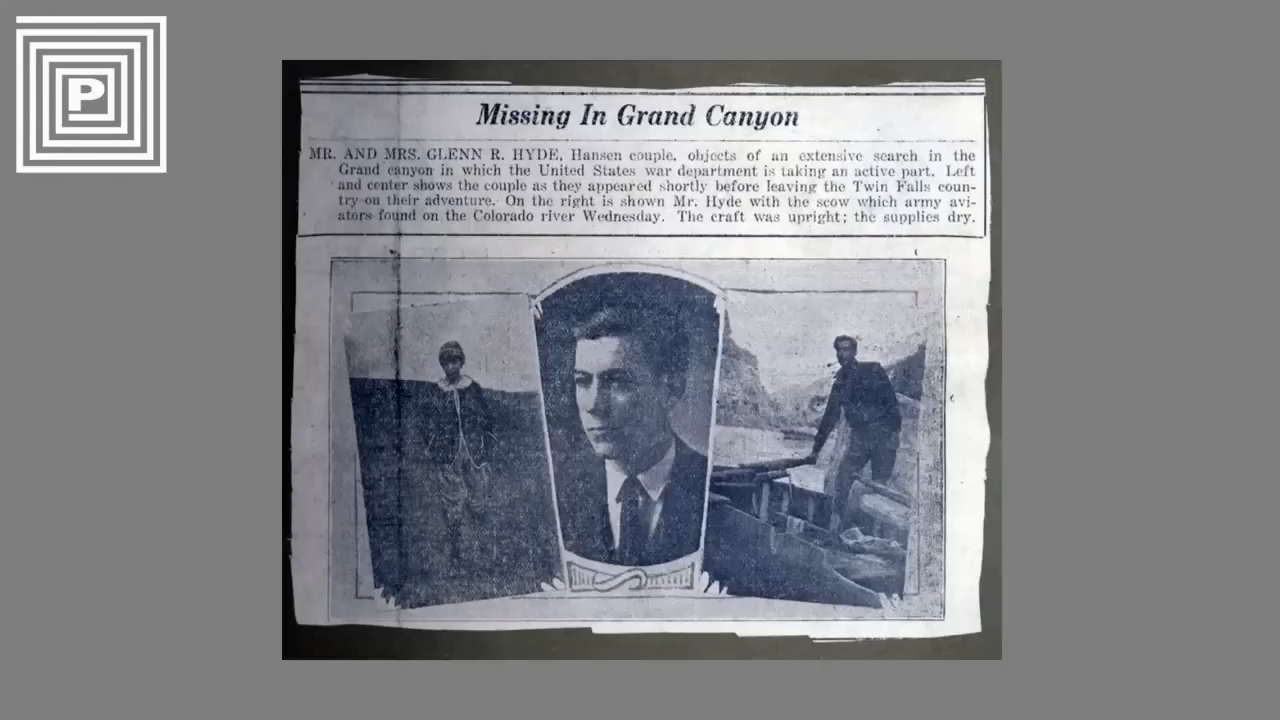 P
Missing In Grand Canyon
MR. AND MRS. GLENN R. HYDE, Hansen couple, objects of an extensive search in the
Grand canyon in which the United States war department is taking an active part. Left
and center shows the couple as they appeared shortly before leaving the Twin Falls coun-
try on their adventure. On the right is shown Mr. Hyde with the scow which army avi-
ators found on the Colorado river Wednesday. The craft was upright; the supplies dry.